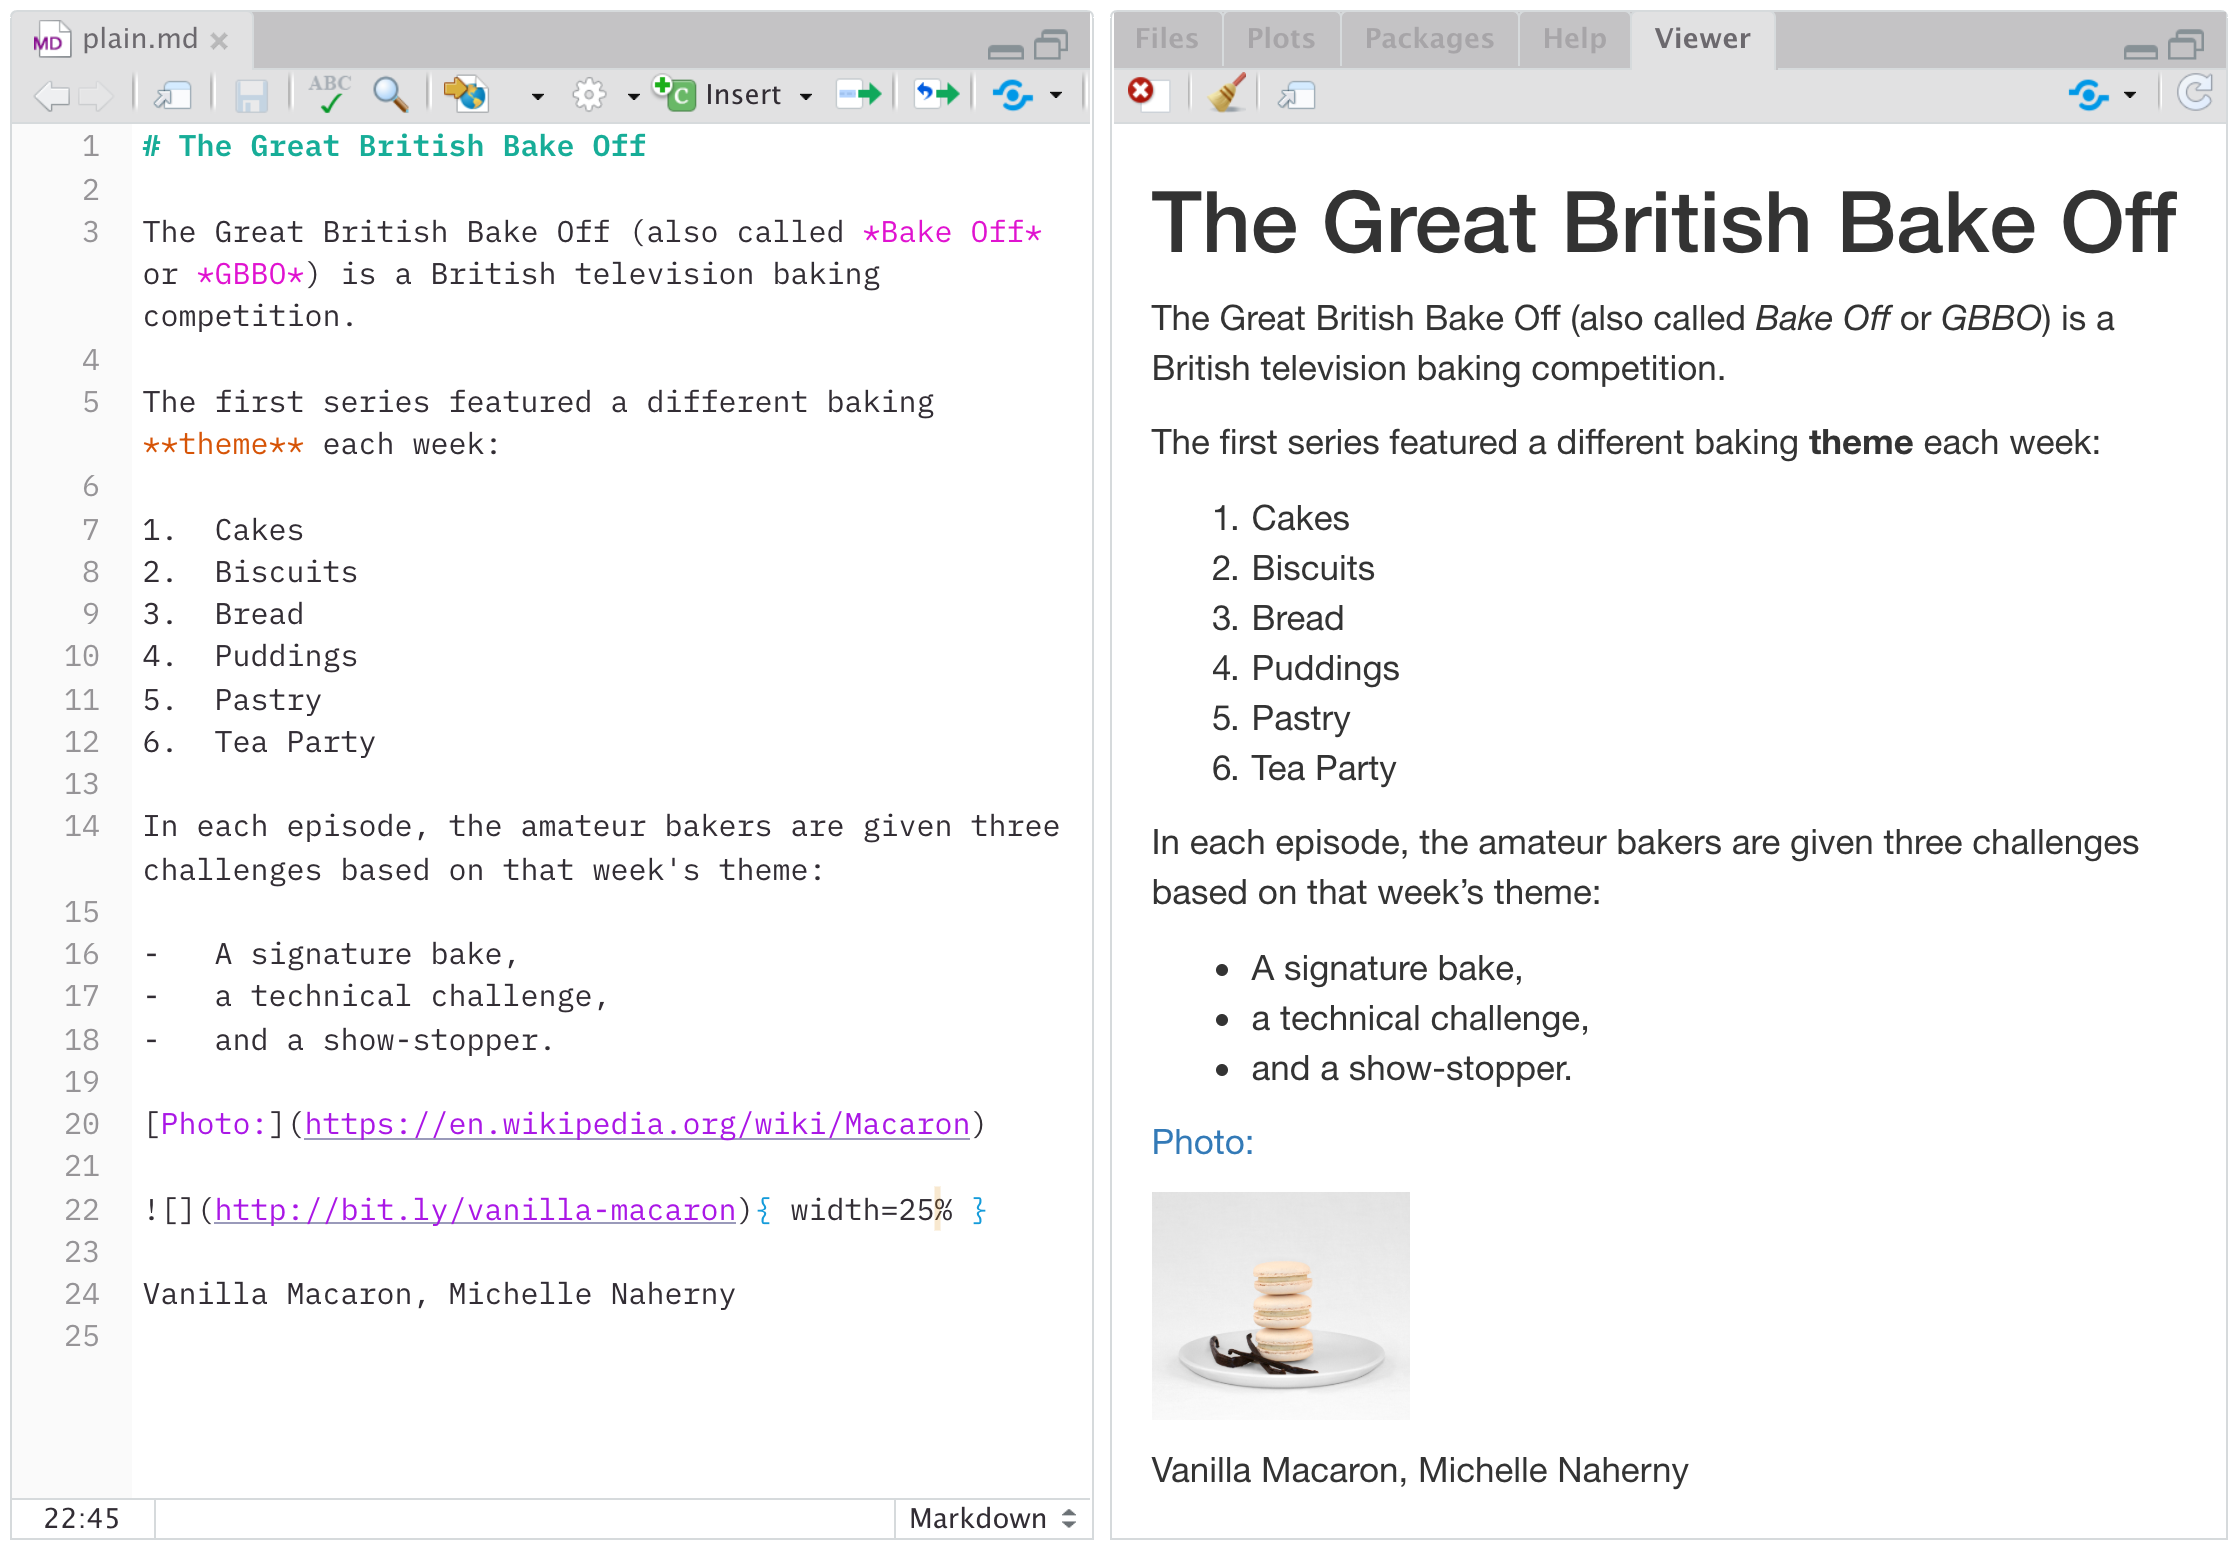 plain.md
ABC
Insert
1 # The Great British Bake Off
2
3 The Great British Bake Off (also called *Bake Off*
or *GBBO*) is a British television baking
competition.
4
5 The first series featured a different baking
**theme** each week:
6
7 1.  Cakes
8 2.  Biscuits
9 3.  Bread
10 4.  Puddings
11 5.  Pastry
12 6.  Tea Party
13
14 In each episode, the amateur bakers are given three
challenges based on that week's theme:
15
16 -   A signature bake,
17 -   a technical challenge,
18 -   and a show-stopper.
19
20 [Photo:](https://en.wikipedia.org/wiki/Macaron)
21
22 ![](http://bit.ly/vanilla-macaron){ width=25% }
23
24 Vanilla Macaron, Michelle Naherny
25
22:45
Markdown
Files Plots Packages Help Viewer
The Great British Bake Off
The Great British Bake Off (also called Bake Off or GBBO) is a
British television baking competition.
The first series featured a different baking theme each week:
1. Cakes
2. Biscuits
3. Bread
4. Puddings
5. Pastry
6. Tea Party
In each episode, the amateur bakers are given three challenges
based on that week’s theme:
• A signature bake,
• a technical challenge,
• and a show-stopper.
Photo:
Vanilla Macaron, Michelle Naherny